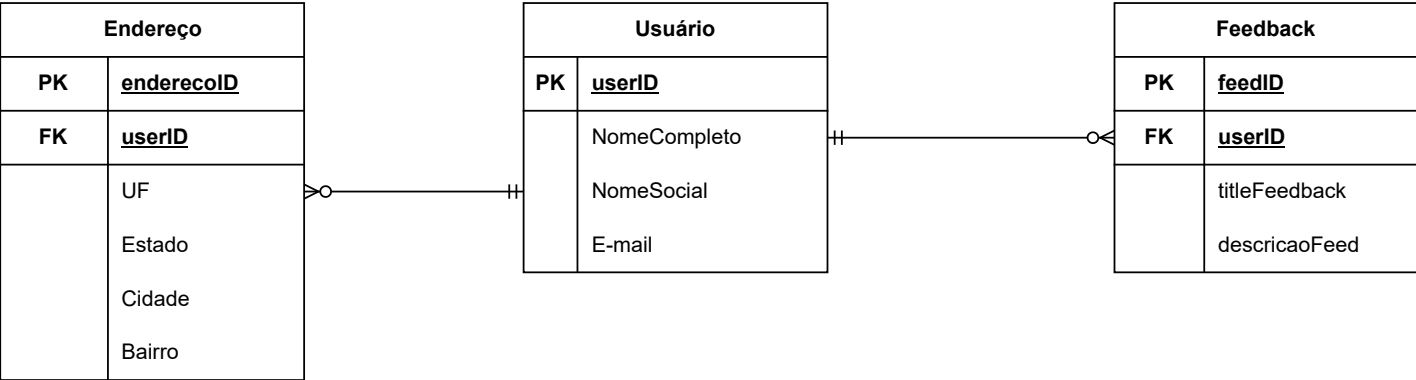 Endereço
PK enderecoID
FK userID
UF
Estado
Cidade
Bairro
Usuário
PK userID
NomeCompleto
NomeSocial
E-mail
Feedback
PK feedID
FK userID
titleFeedback
descricaoFeed